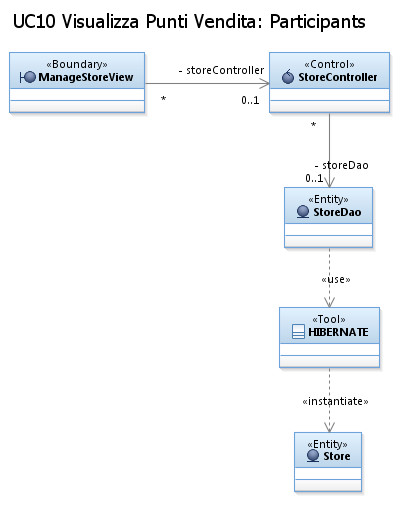 UC10 Visualizza Punti Vendita: Participants
«Boundary»
ManageStoreView
- storeController
*
0..1
«Control»
StoreController
*
- storeDao
0..1
«Entity»
StoreDao
«use»
«Tool»
HIBERNATE
«instantiate»
«Entity»
Store